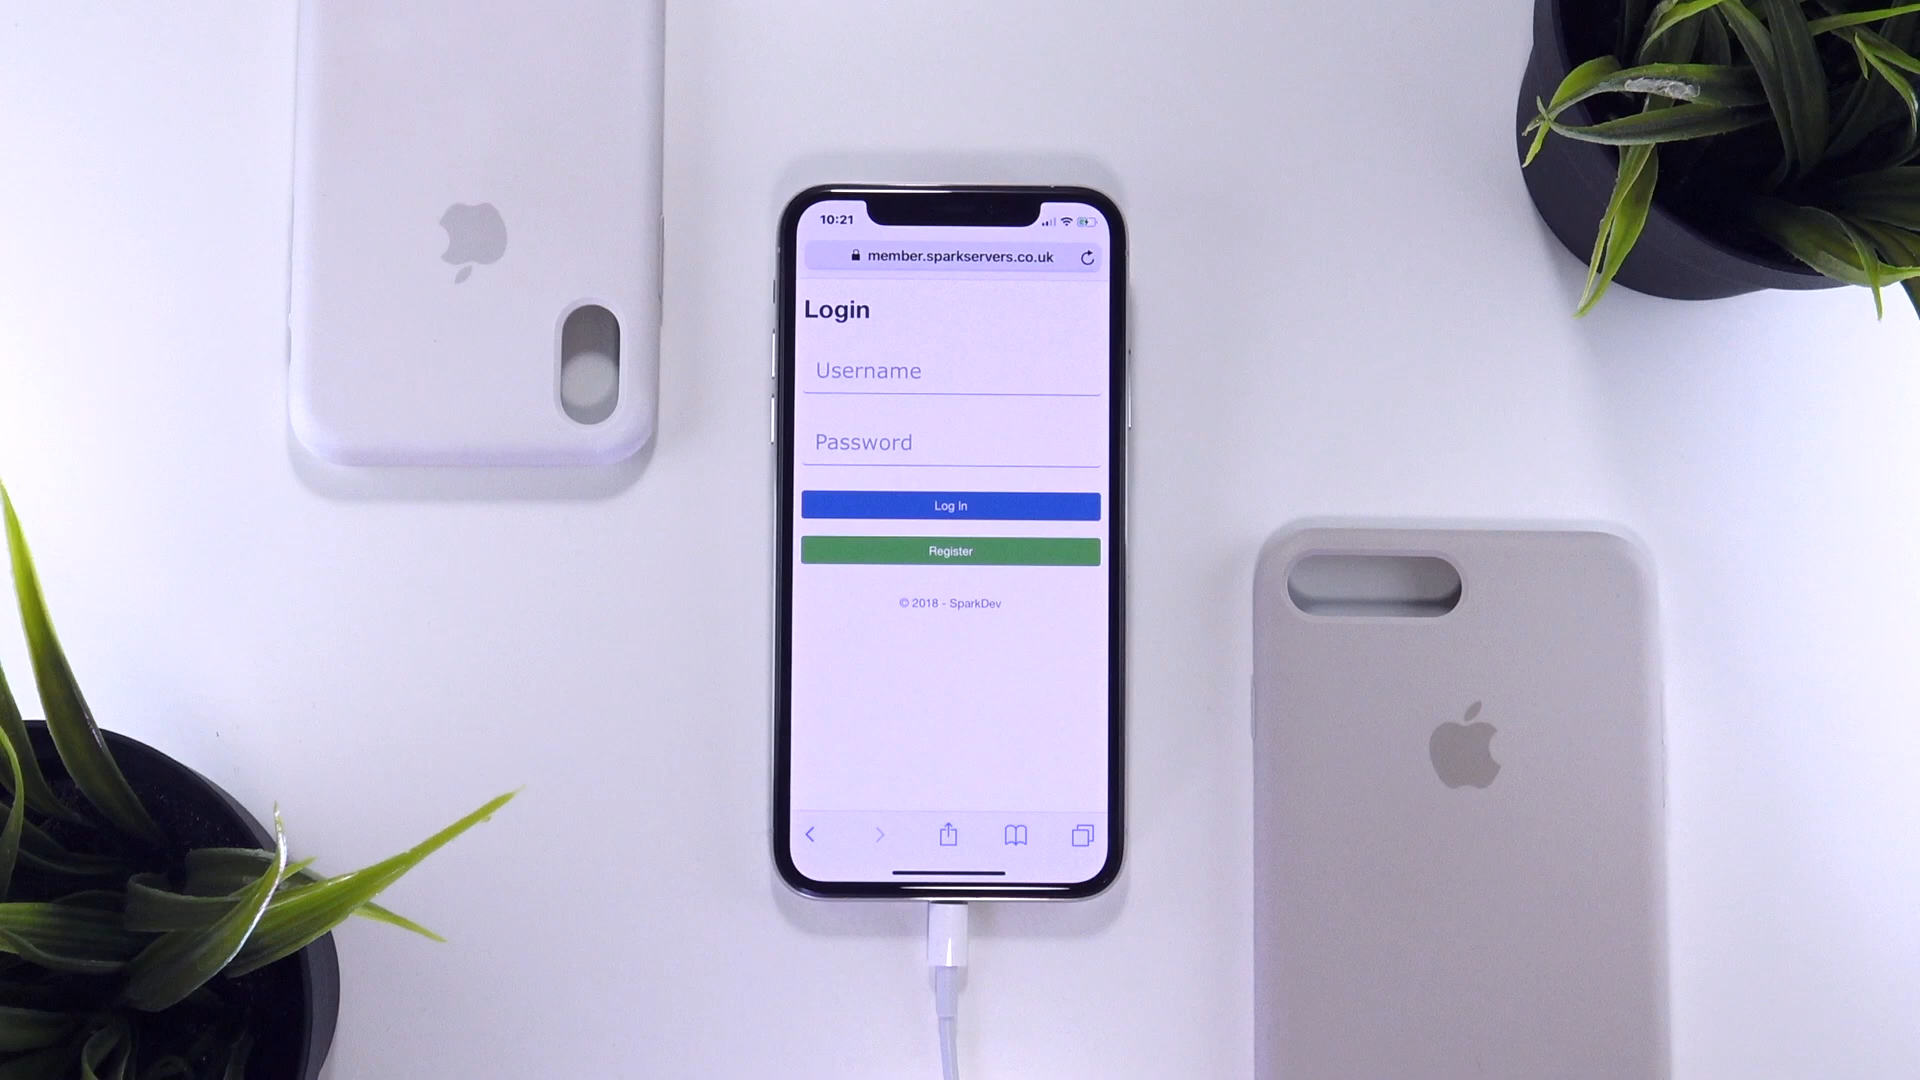 10:21
member.sparkservers.co.uk
Login
Username
Password
Log In
Register
© 2018 - SparkDev